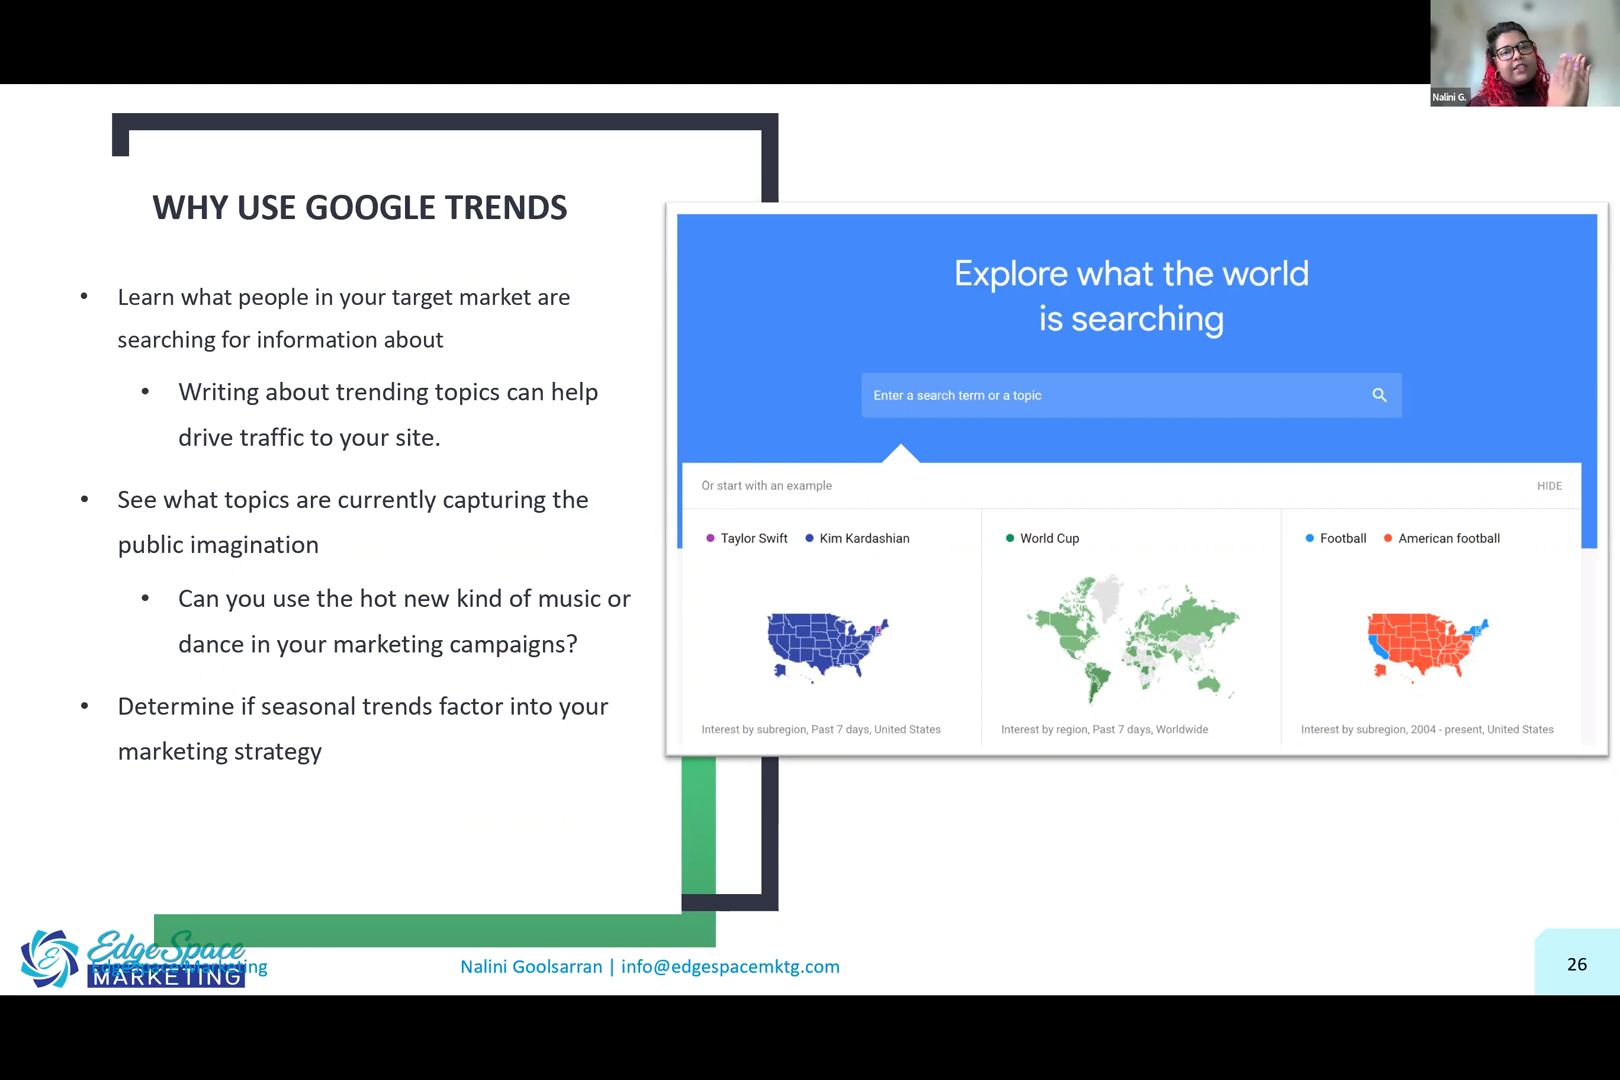 Nalini G.
WHY USE GOOGLE TRENDS
• Learn what people in your target market are
searching for information about
• Writing about trending topics can help
drive traffic to your site.
• See what topics are currently capturing the
public imagination
• Can you use the hot new kind of music or
dance in your marketing campaigns?
• Determine if seasonal trends factor into your
marketing strategy
Explore what the world
is searching
Enter a search term or a topic
Or start with an example
HIDE
Taylor Swift Kim Kardashian
Interest by subregion, Past 7 days, United States
World Cup
Interest by region, Past 7 days, Worldwide
Football American football
Interest by subregion, 2004 - present, United States
EdgeSpace
MARKETING
EdgeSpace Marketing
Nalini Goolsarran | info@edgespacemktg.com
26